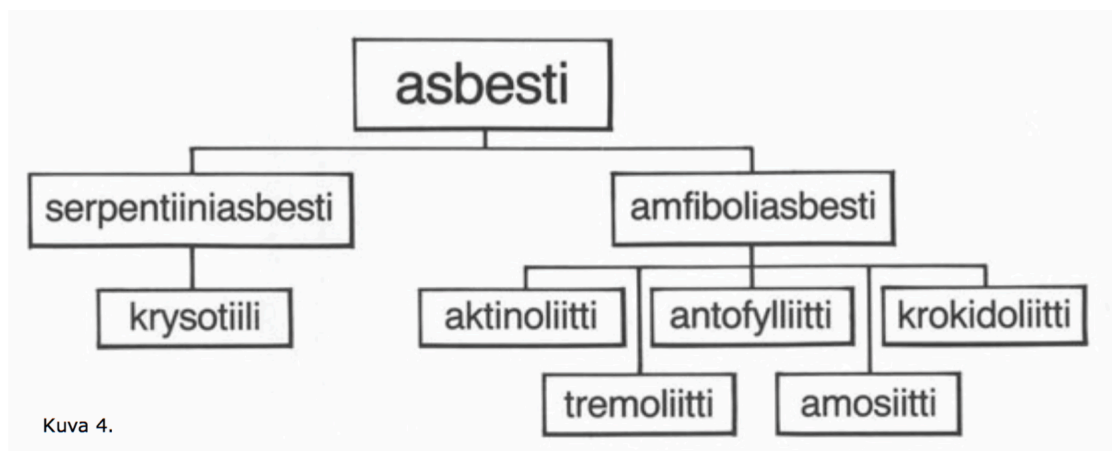 asbesti
serpentiiniasbesti
amfiboliasbesti
krysotiili
aktinoliitti
antofylliitti
krokidoliitti
tremoliitti
amosiitti
Kuva 4.